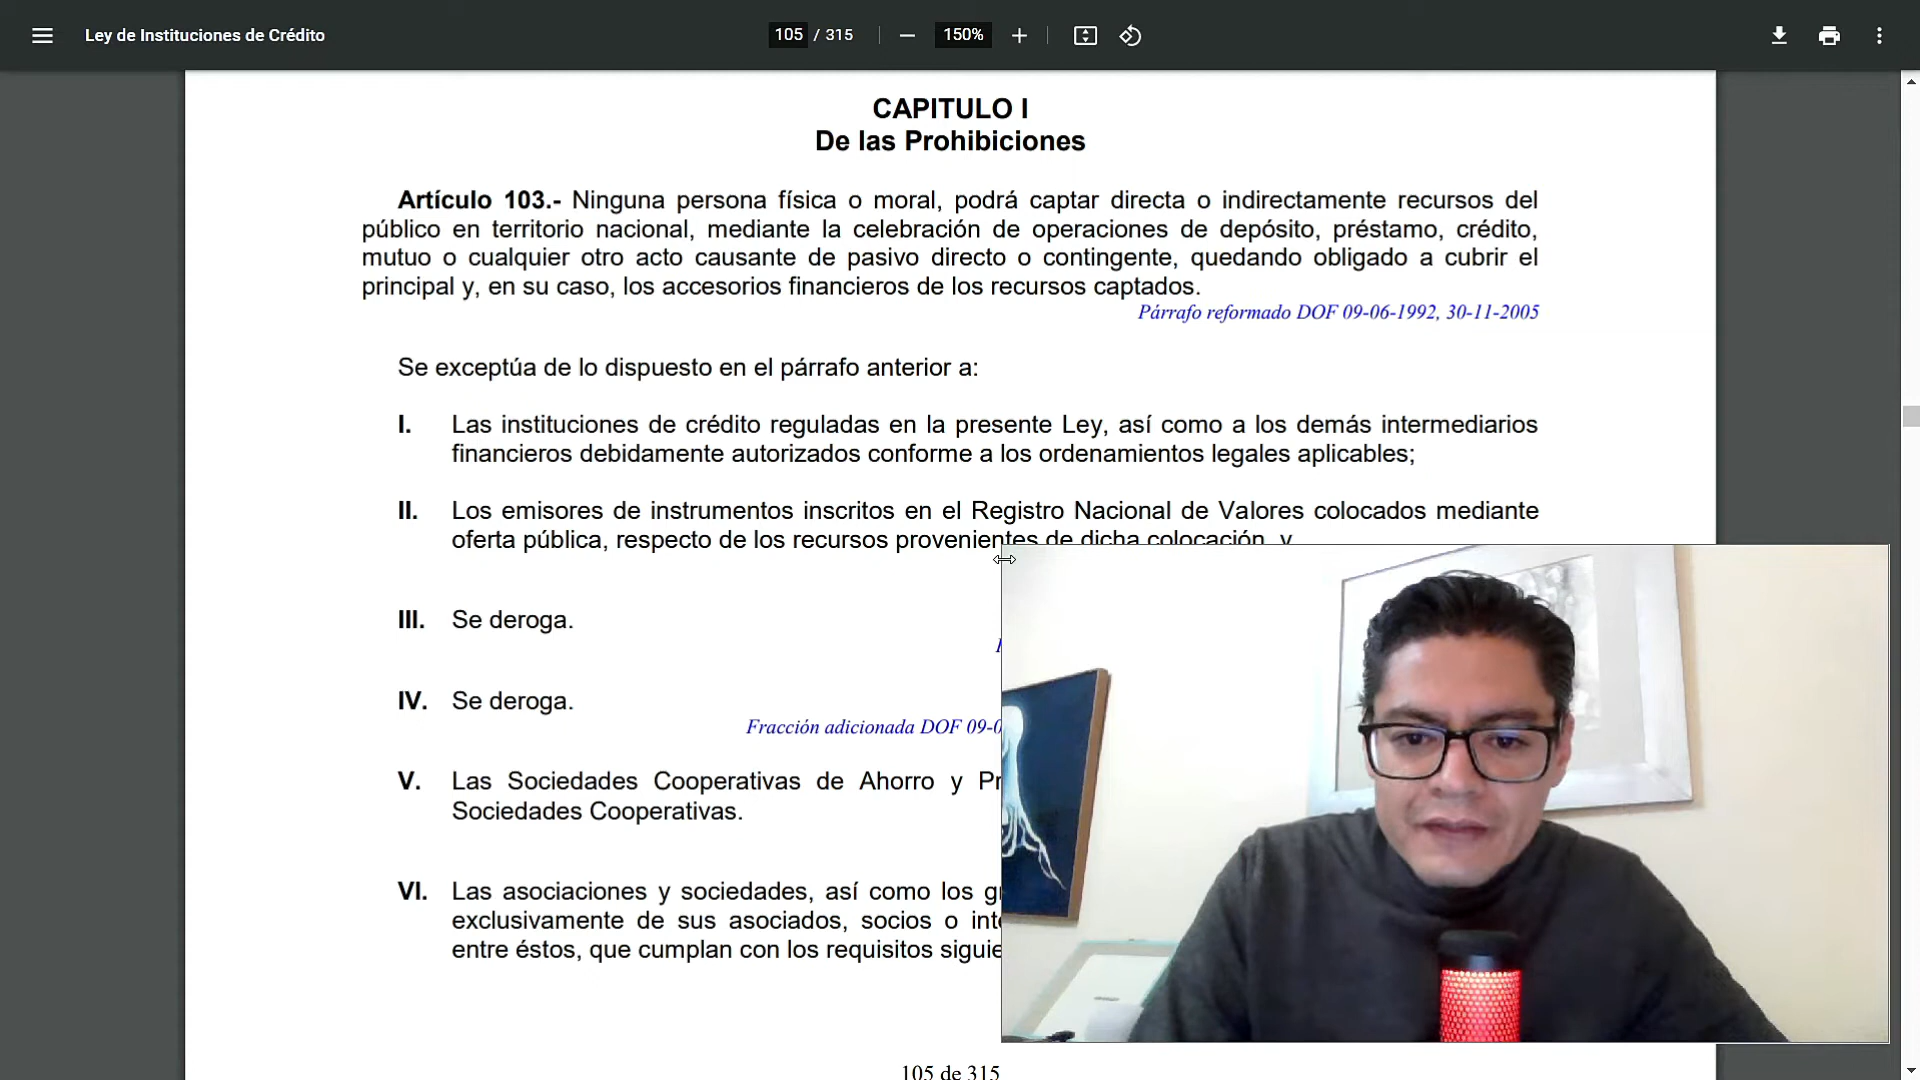 Ley de Instituciones de Crédito
105 / 315
150%
CAPITULO I
De las Prohibiciones
Artículo 103.- Ninguna persona física o moral, podrá captar directa o indirectamente recursos del
público en territorio nacional, mediante la celebración de operaciones de depósito, préstamo, crédito,
mutuo o cualquier otro acto causante de pasivo directo o contingente, quedando obligado a cubrir el
principal y, en su caso, los accesorios financieros de los recursos captados.
Párrafo reformado DOF 09-06-1992, 30-11-2005
Se exceptúa de lo dispuesto en el párrafo anterior a:
I. Las instituciones de crédito reguladas en la presente Ley, así como a los demás intermediarios
financieros debidamente autorizados conforme a los ordenamientos legales aplicables;
II. Los emisores de instrumentos inscritos en el Registro Nacional de Valores colocados mediante
oferta pública, respecto de los recursos provenientes de dicha colocación, y
III. Se deroga.
IV. Se deroga.
Fracción adicionada DOF 09-0
V. Las Sociedades Cooperativas de Ahorro y Pr
Sociedades Cooperativas.
VI. Las asociaciones y sociedades, así como los
exclusivamente de sus asociados, socios o
entre éstos, que cumplan con los requisitos
105 de 315